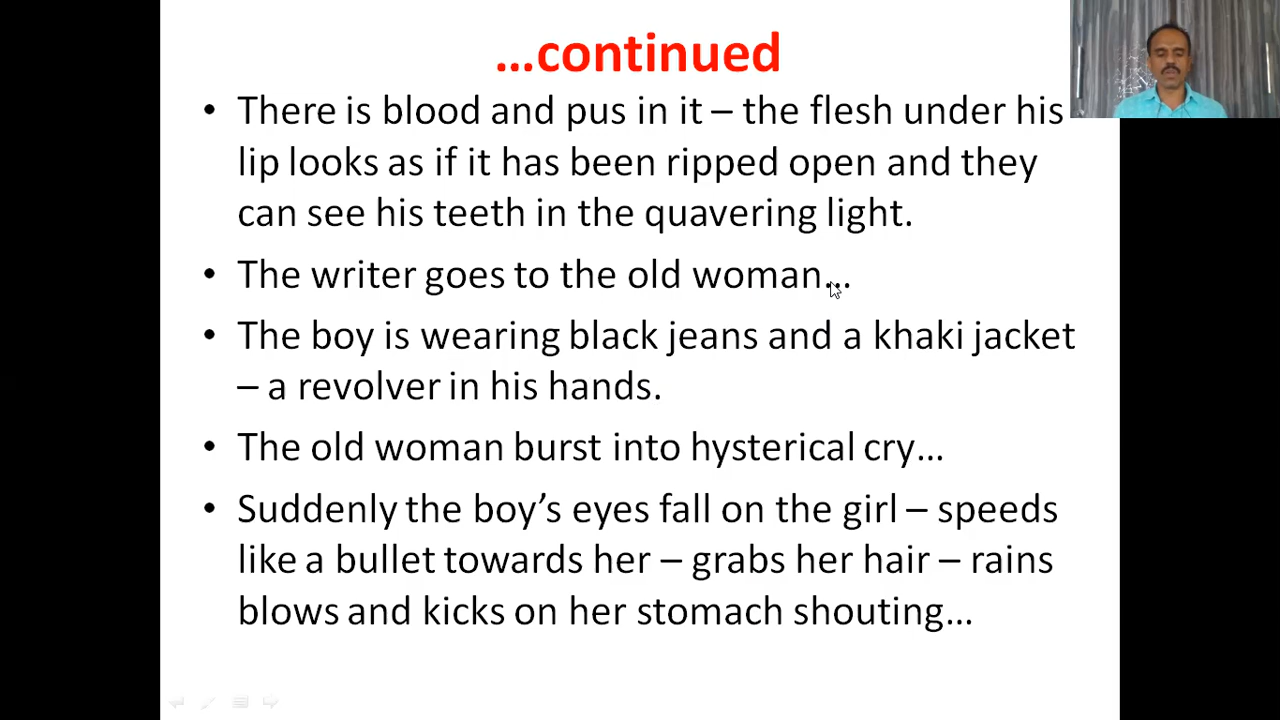 …continued
• There is blood and pus in it – the flesh under his
lip looks as if it has been ripped open and they
can see his teeth in the quavering light.
• The writer goes to the old woman…
• The boy is wearing black jeans and a khaki jacket
– a revolver in his hands.
• The old woman burst into hysterical cry…
• Suddenly the boy’s eyes fall on the girl – speeds
like a bullet towards her – grabs her hair – rains
blows and kicks on her stomach shouting…